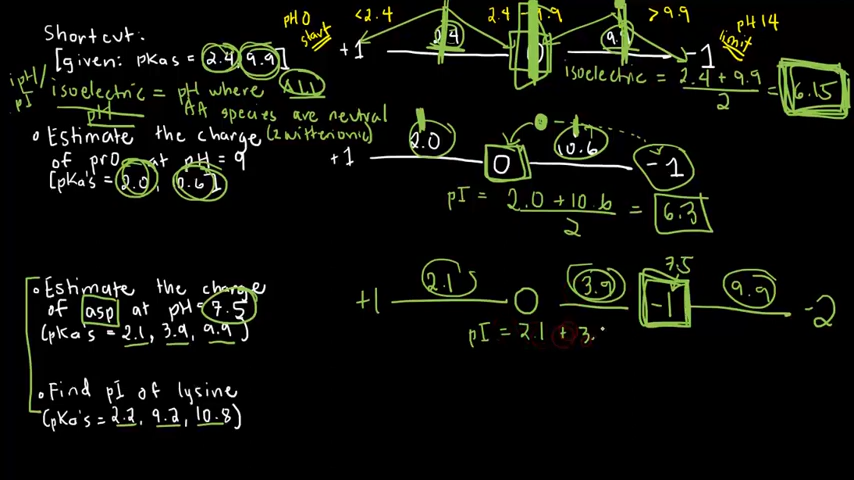 Shortcut:
[given: pKas = 2.4, 9.9]
ipH/
pI
isoelectric = pH where All
pH
AA species are neutral
(zwitterionic)
• Estimate the charge
of pro at pH = 9
[pKa's = 2.0, 0.6]
• Estimate the charge
of asp at pH = 7.5
(pKa's = 2.1, 3.9, 9.9)
• Find pI of lysine
(pKa's = 2.2, 9.2, 10.8)
pH 0
start
<2.4
2.4 - 9.9
>9.9
pH 14
limit
+1
2.4
0
-1
isoelectric = 2.4 + 9.9
2
= 6.15
+1
2.0
0
10.6
-1
pI = 2.0 + 10.6
2
= 6.3
7.5
+1
2.1
0
3.9
-1
9.9
-2
pI = 2.1 + 3.